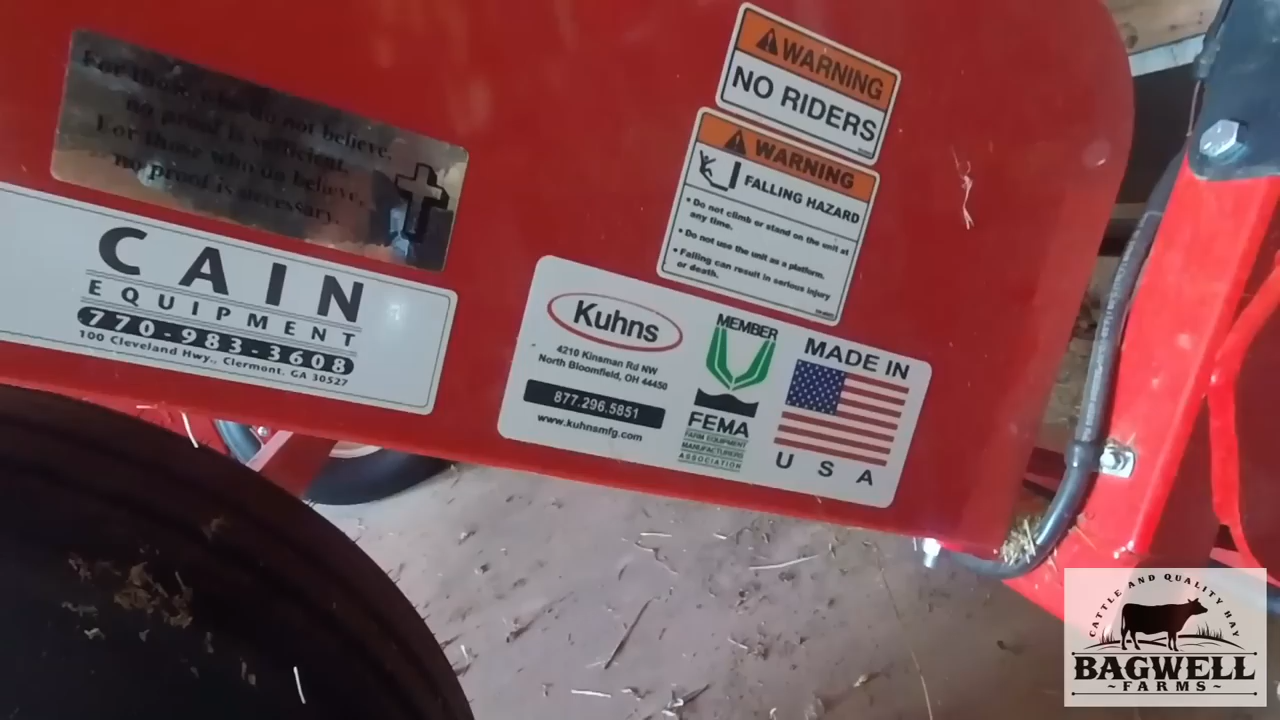 For those who do not believe,
no proof is sufficient.
For those who do believe,
no proof is necessary.
CAIN
EQUIPMENT
770-983-3608
100 Cleveland Hwy., Clermont, GA 30527
WARNING
NO RIDERS
WARNING
FALLING HAZARD
• Do not climb or stand on the unit at
any time.
• Do not use the unit as a platform.
• Falling can result in serious injury
or death.
Kuhns
4210 Kinsman Rd NW
North Bloomfield, OH 44450
877.296.5851
www.kuhnsmfg.com
MEMBER
FEMA
FARM EQUIPMENT
MANUFACTURERS
ASSOCIATION
MADE IN
USA
CATTLE AND QUALITY HAY
BAGWELL
~FARMS~